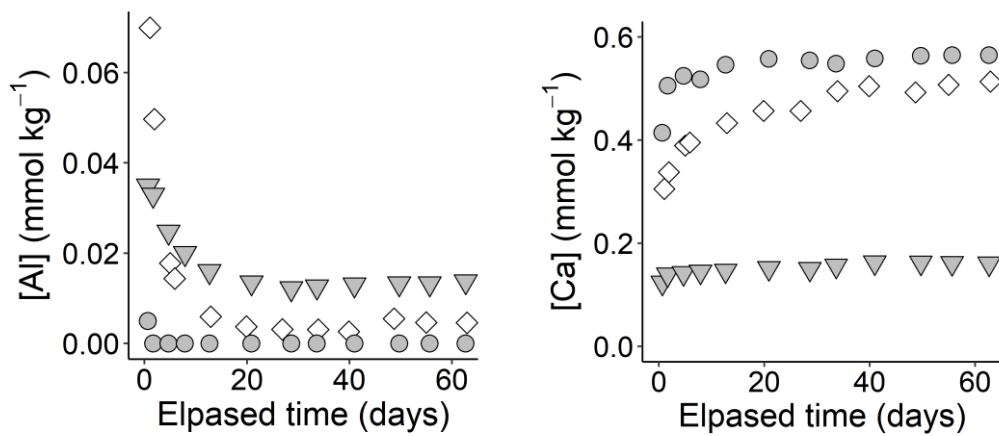 [Al] (mmol kg⁻¹)
0.06
0.04
0.02
0.00
0 20 40 60
Elpased time (days)
[Ca] (mmol kg⁻¹)
0.6
0.4
0.2
0.0
0 20 40 60
Elpased time (days)